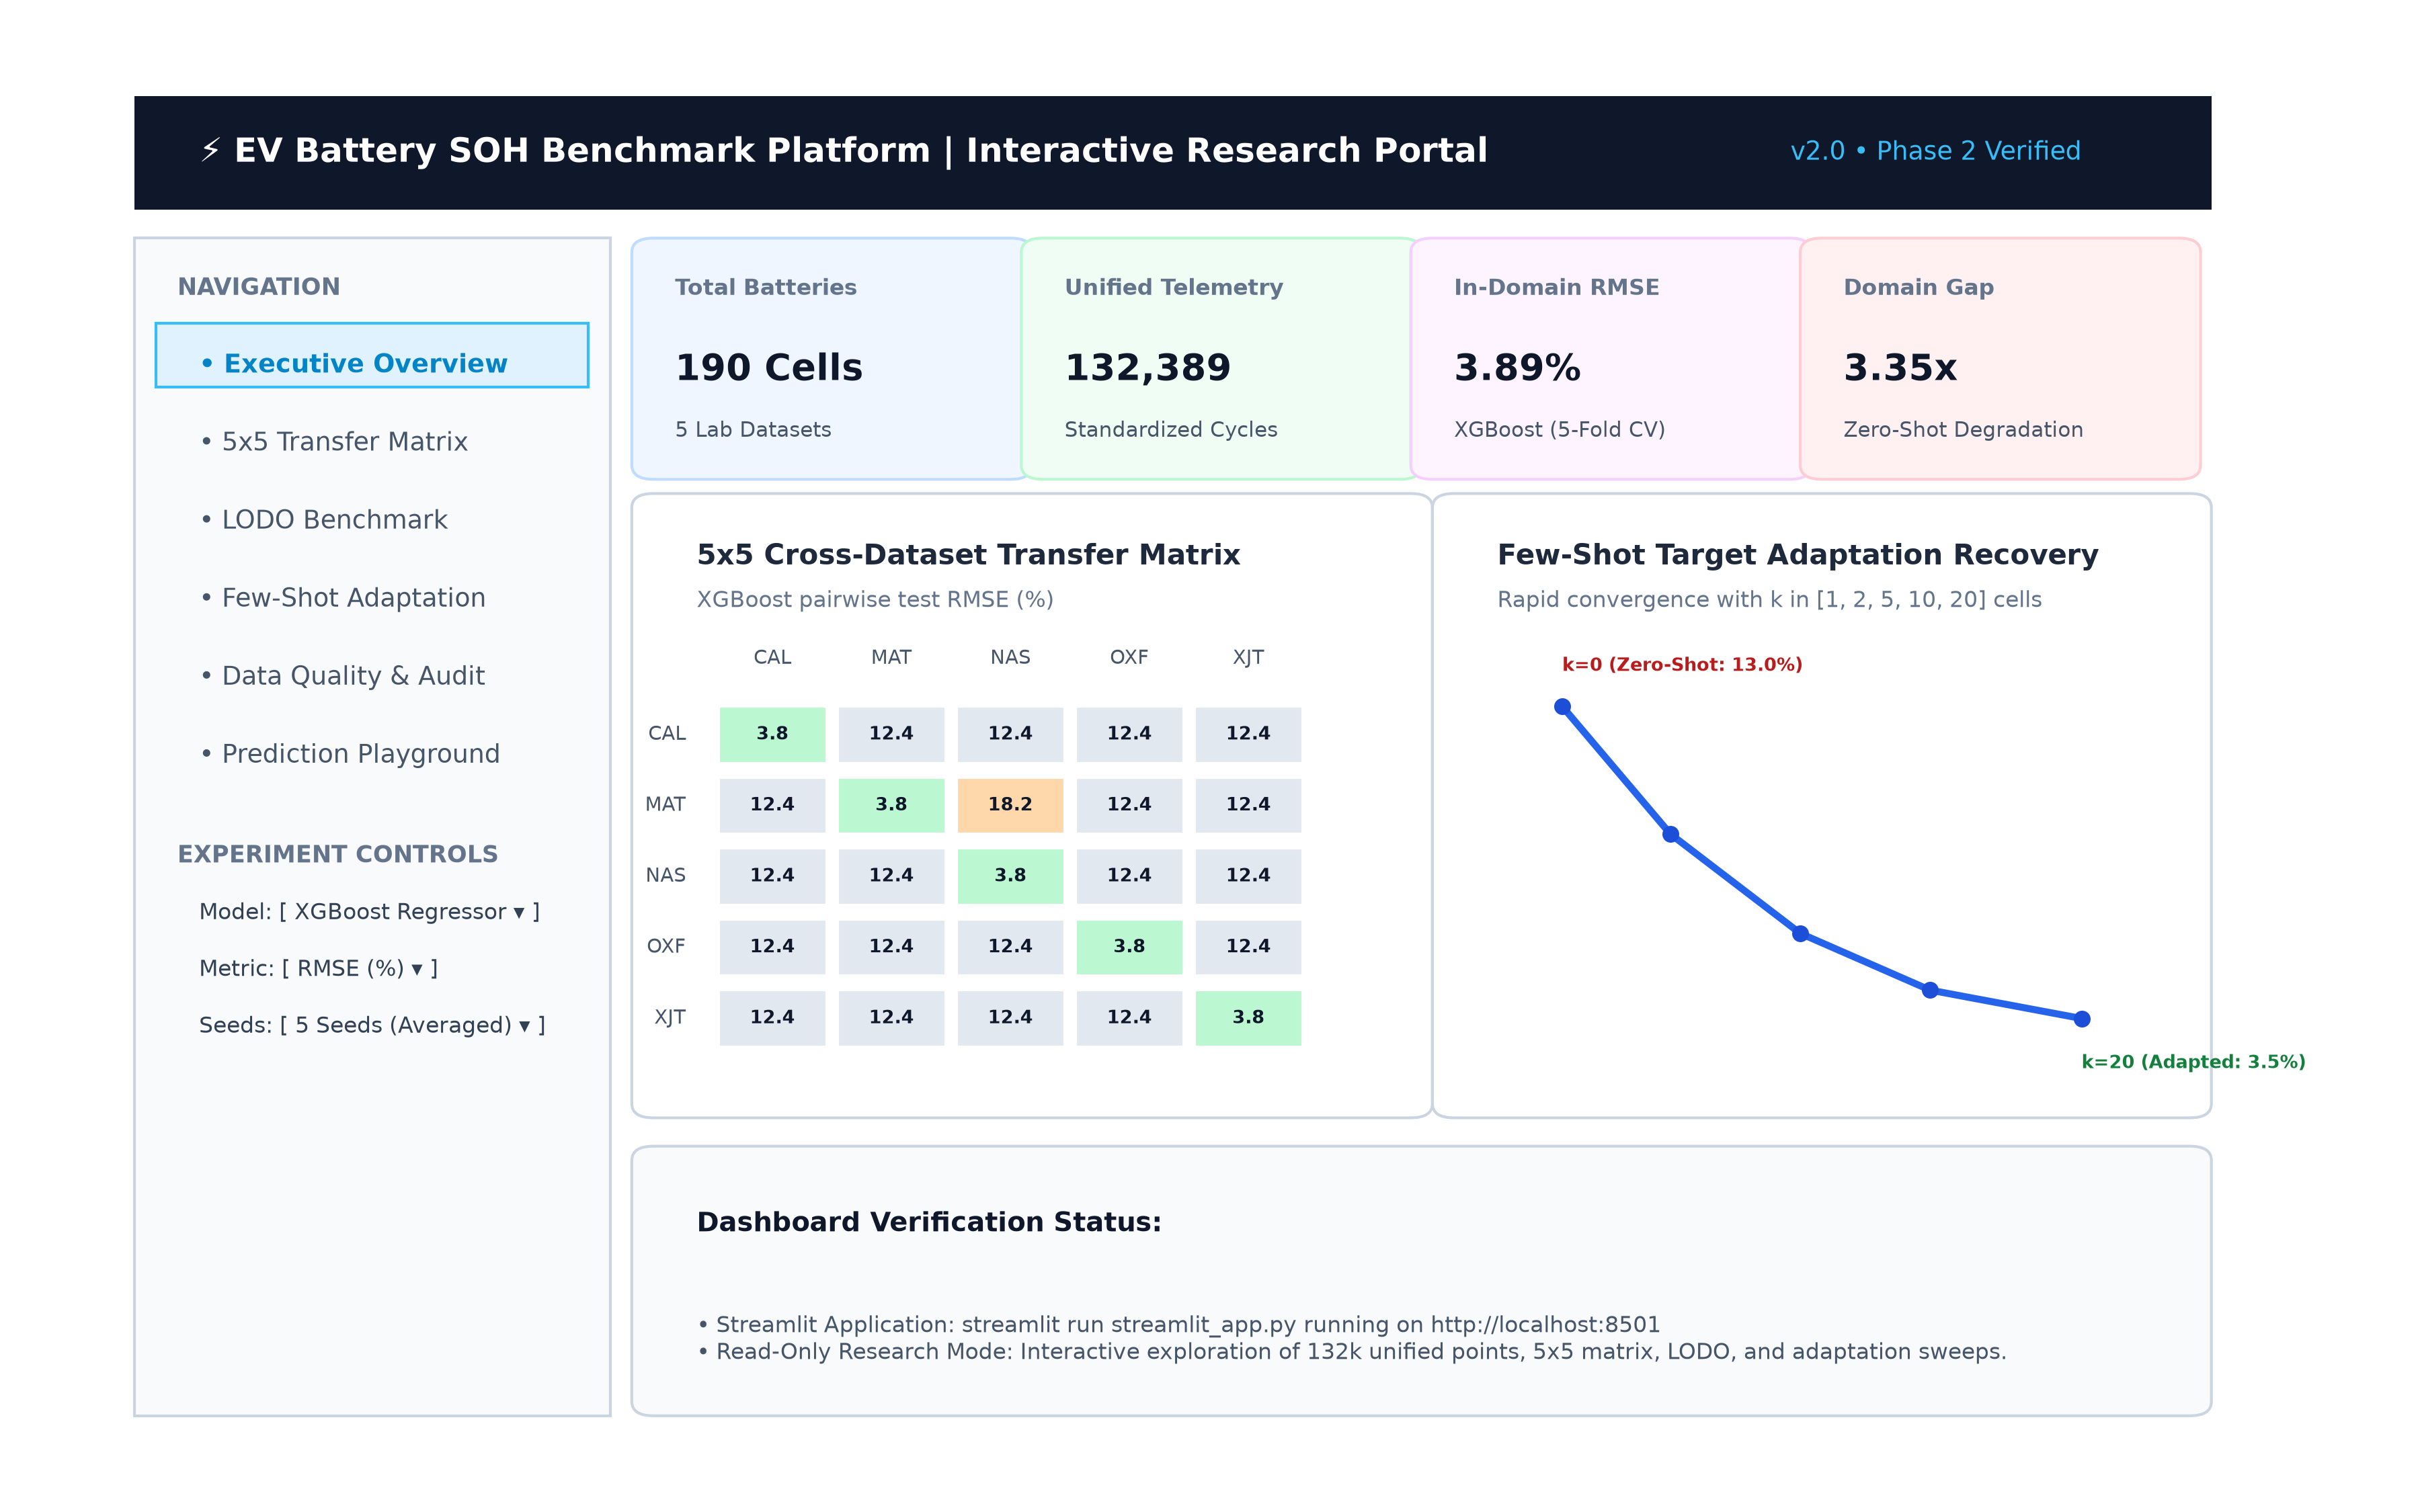 ⚡ EV Battery SOH Benchmark Platform | Interactive Research Portal
v2.0 • Phase 2 Verified
NAVIGATION
• Executive Overview
• 5x5 Transfer Matrix
• LODO Benchmark
• Few-Shot Adaptation
• Data Quality & Audit
• Prediction Playground
EXPERIMENT CONTROLS
Model: [ XGBoost Regressor ▾ ]
Metric: [ RMSE (%) ▾ ]
Seeds: [ 5 Seeds (Averaged) ▾ ]
Total Batteries
190 Cells
5 Lab Datasets
Unified Telemetry
132,389
Standardized Cycles
In-Domain RMSE
3.89%
XGBoost (5-Fold CV)
Domain Gap
3.35x
Zero-Shot Degradation
5x5 Cross-Dataset Transfer Matrix
XGBoost pairwise test RMSE (%)
CAL MAT NAS OXF XJT
CAL 3.8 12.4 12.4 12.4 12.4
MAT 12.4 3.8 18.2 12.4 12.4
NAS 12.4 12.4 3.8 12.4 12.4
OXF 12.4 12.4 12.4 3.8 12.4
XJT 12.4 12.4 12.4 12.4 3.8
Few-Shot Target Adaptation Recovery
Rapid convergence with k in [1, 2, 5, 10, 20] cells
k=0 (Zero-Shot: 13.0%)
k=20 (Adapted: 3.5%)
Dashboard Verification Status:
• Streamlit Application: streamlit run streamlit_app.py running on http://localhost:8501
• Read-Only Research Mode: Interactive exploration of 132k unified points, 5x5 matrix, LODO, and adaptation sweeps.